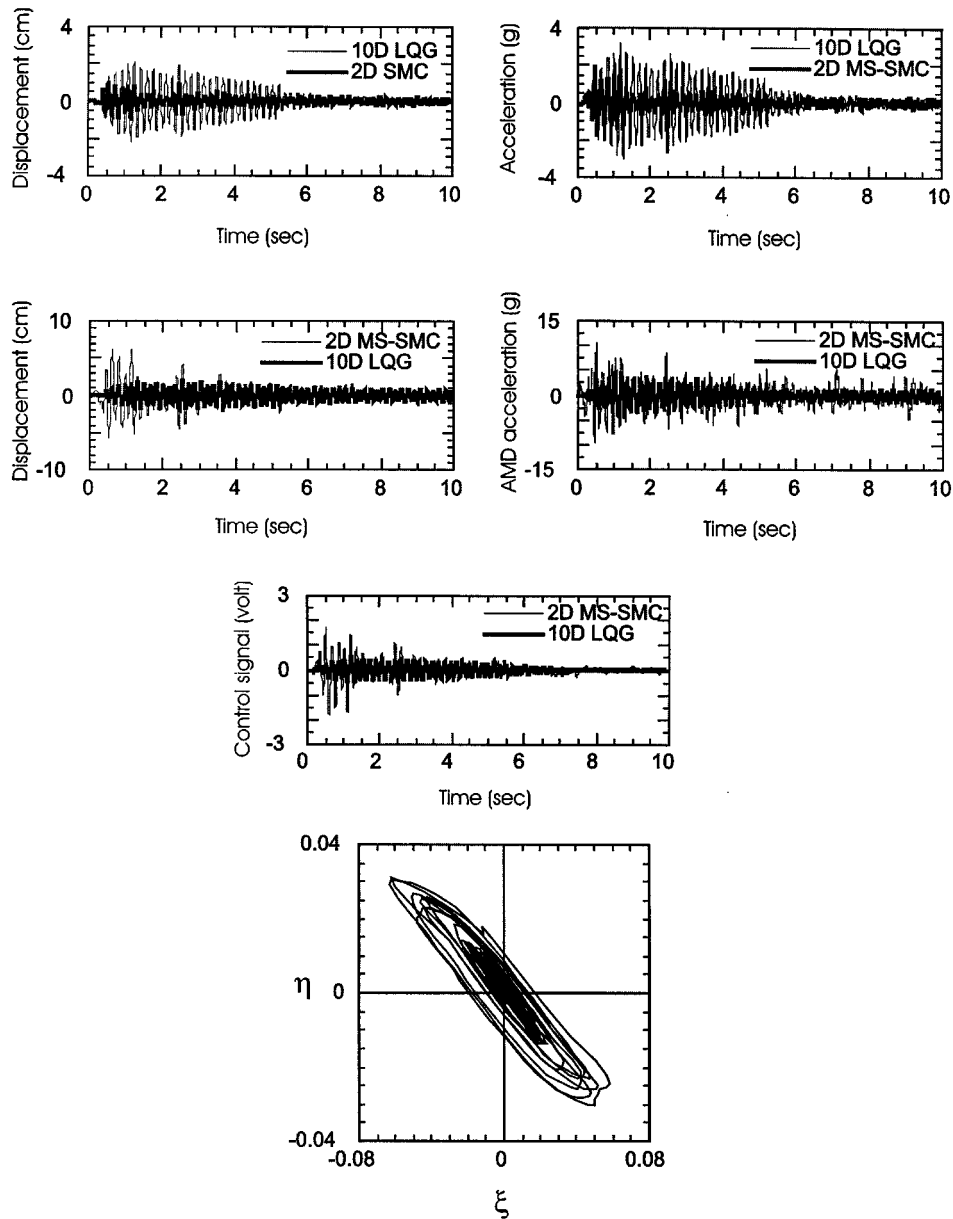 Displacement (cm)
4
0
-4
10D LQG
2D SMC
0 2 4 6 8 10
Time (sec)
Acceleration (g)
4
0
-4
10D LQG
2D MS-SMC
0 2 4 6 8 10
Time (sec)
Displacement (cm)
10
0
-10
2D MS-SMC
10D LQG
0 2 4 6 8 10
Time (sec)
AMD acceleration (g)
15
0
-15
2D MS-SMC
10D LQG
0 2 4 6 8 10
Time (sec)
Control signal (volt)
3
0
-3
2D MS-SMC
10D LQG
0 2 4 6 8 10
Time (sec)
0.04
η 0
-0.04
-0.08 0 0.08
ξ